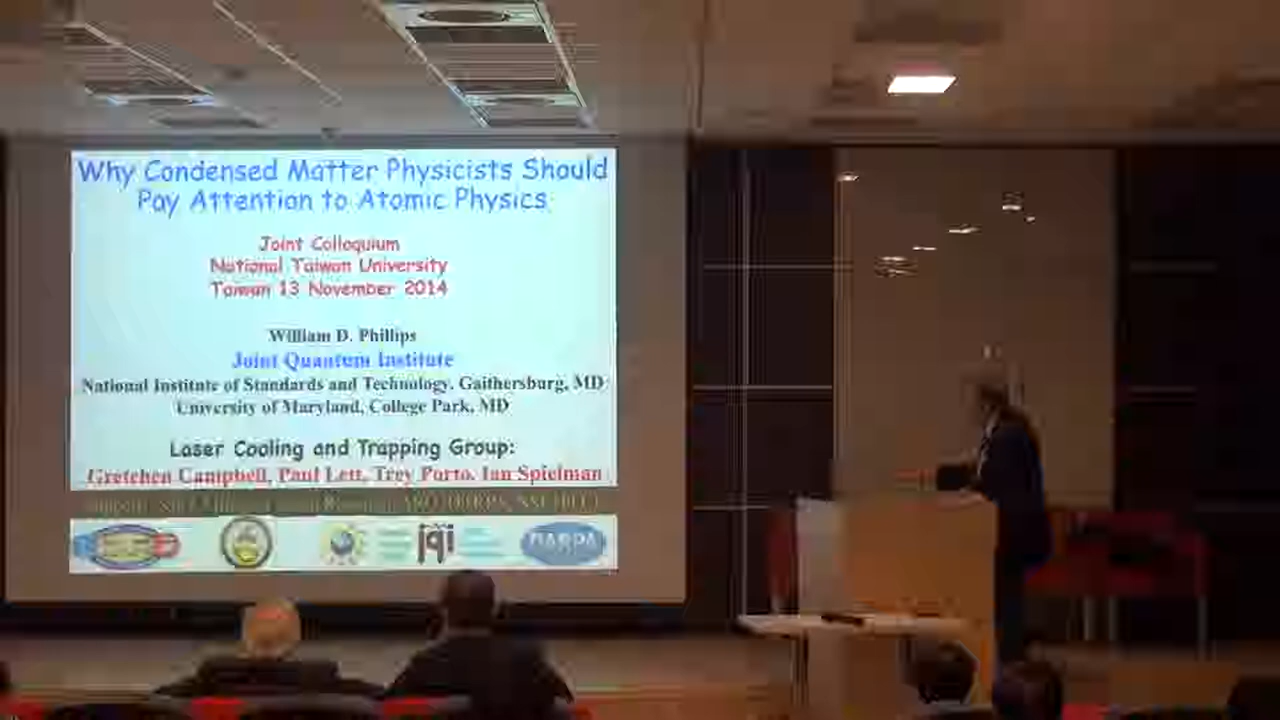 Why Condensed Matter Physicists Should
Pay Attention to Atomic Physics
Joint Colloquium
National Taiwan University
Taiwan 13 November 2014
William D. Phillips
Joint Quantum Institute
National Institute of Standards and Technology, Gaithersburg, MD
University of Maryland, College Park, MD
Laser Cooling and Trapping Group:
Gretchen Campbell, Paul Lett, Trey Porto, Ian Spielman
jqi DARPA